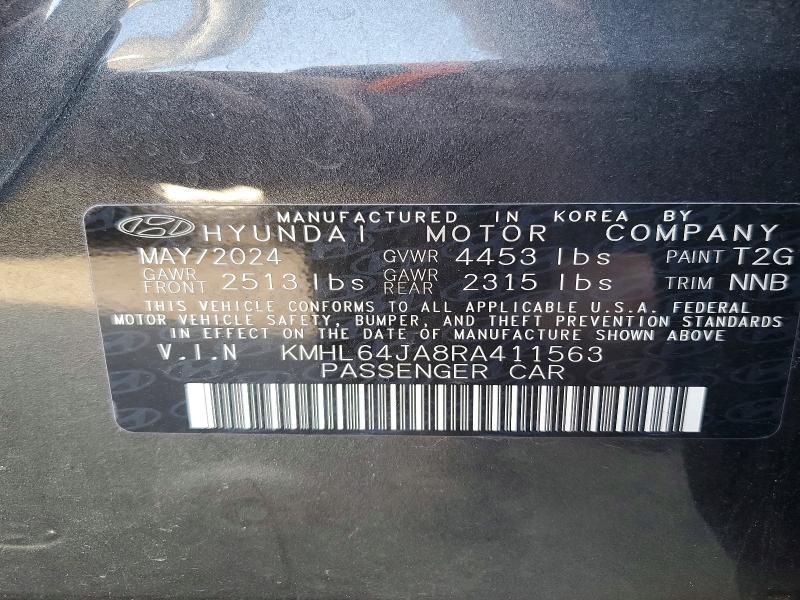 MANUFACTURED IN KOREA BY
HYUNDAI MOTOR COMPANY
MAY/2024 GVWR 4453 lbs PAINT T2G
GAWR FRONT 2513 lbs GAWR REAR 2315 lbs TRIM NNB
THIS VEHICLE CONFORMS TO ALL APPLICABLE U.S.A. FEDERAL
MOTOR VEHICLE SAFETY, BUMPER, AND THEFT PREVENTION STANDARDS
IN EFFECT ON THE DATE OF MANUFACTURE SHOWN ABOVE
V.I.N KMHL64JA8RA411563
PASSENGER CAR